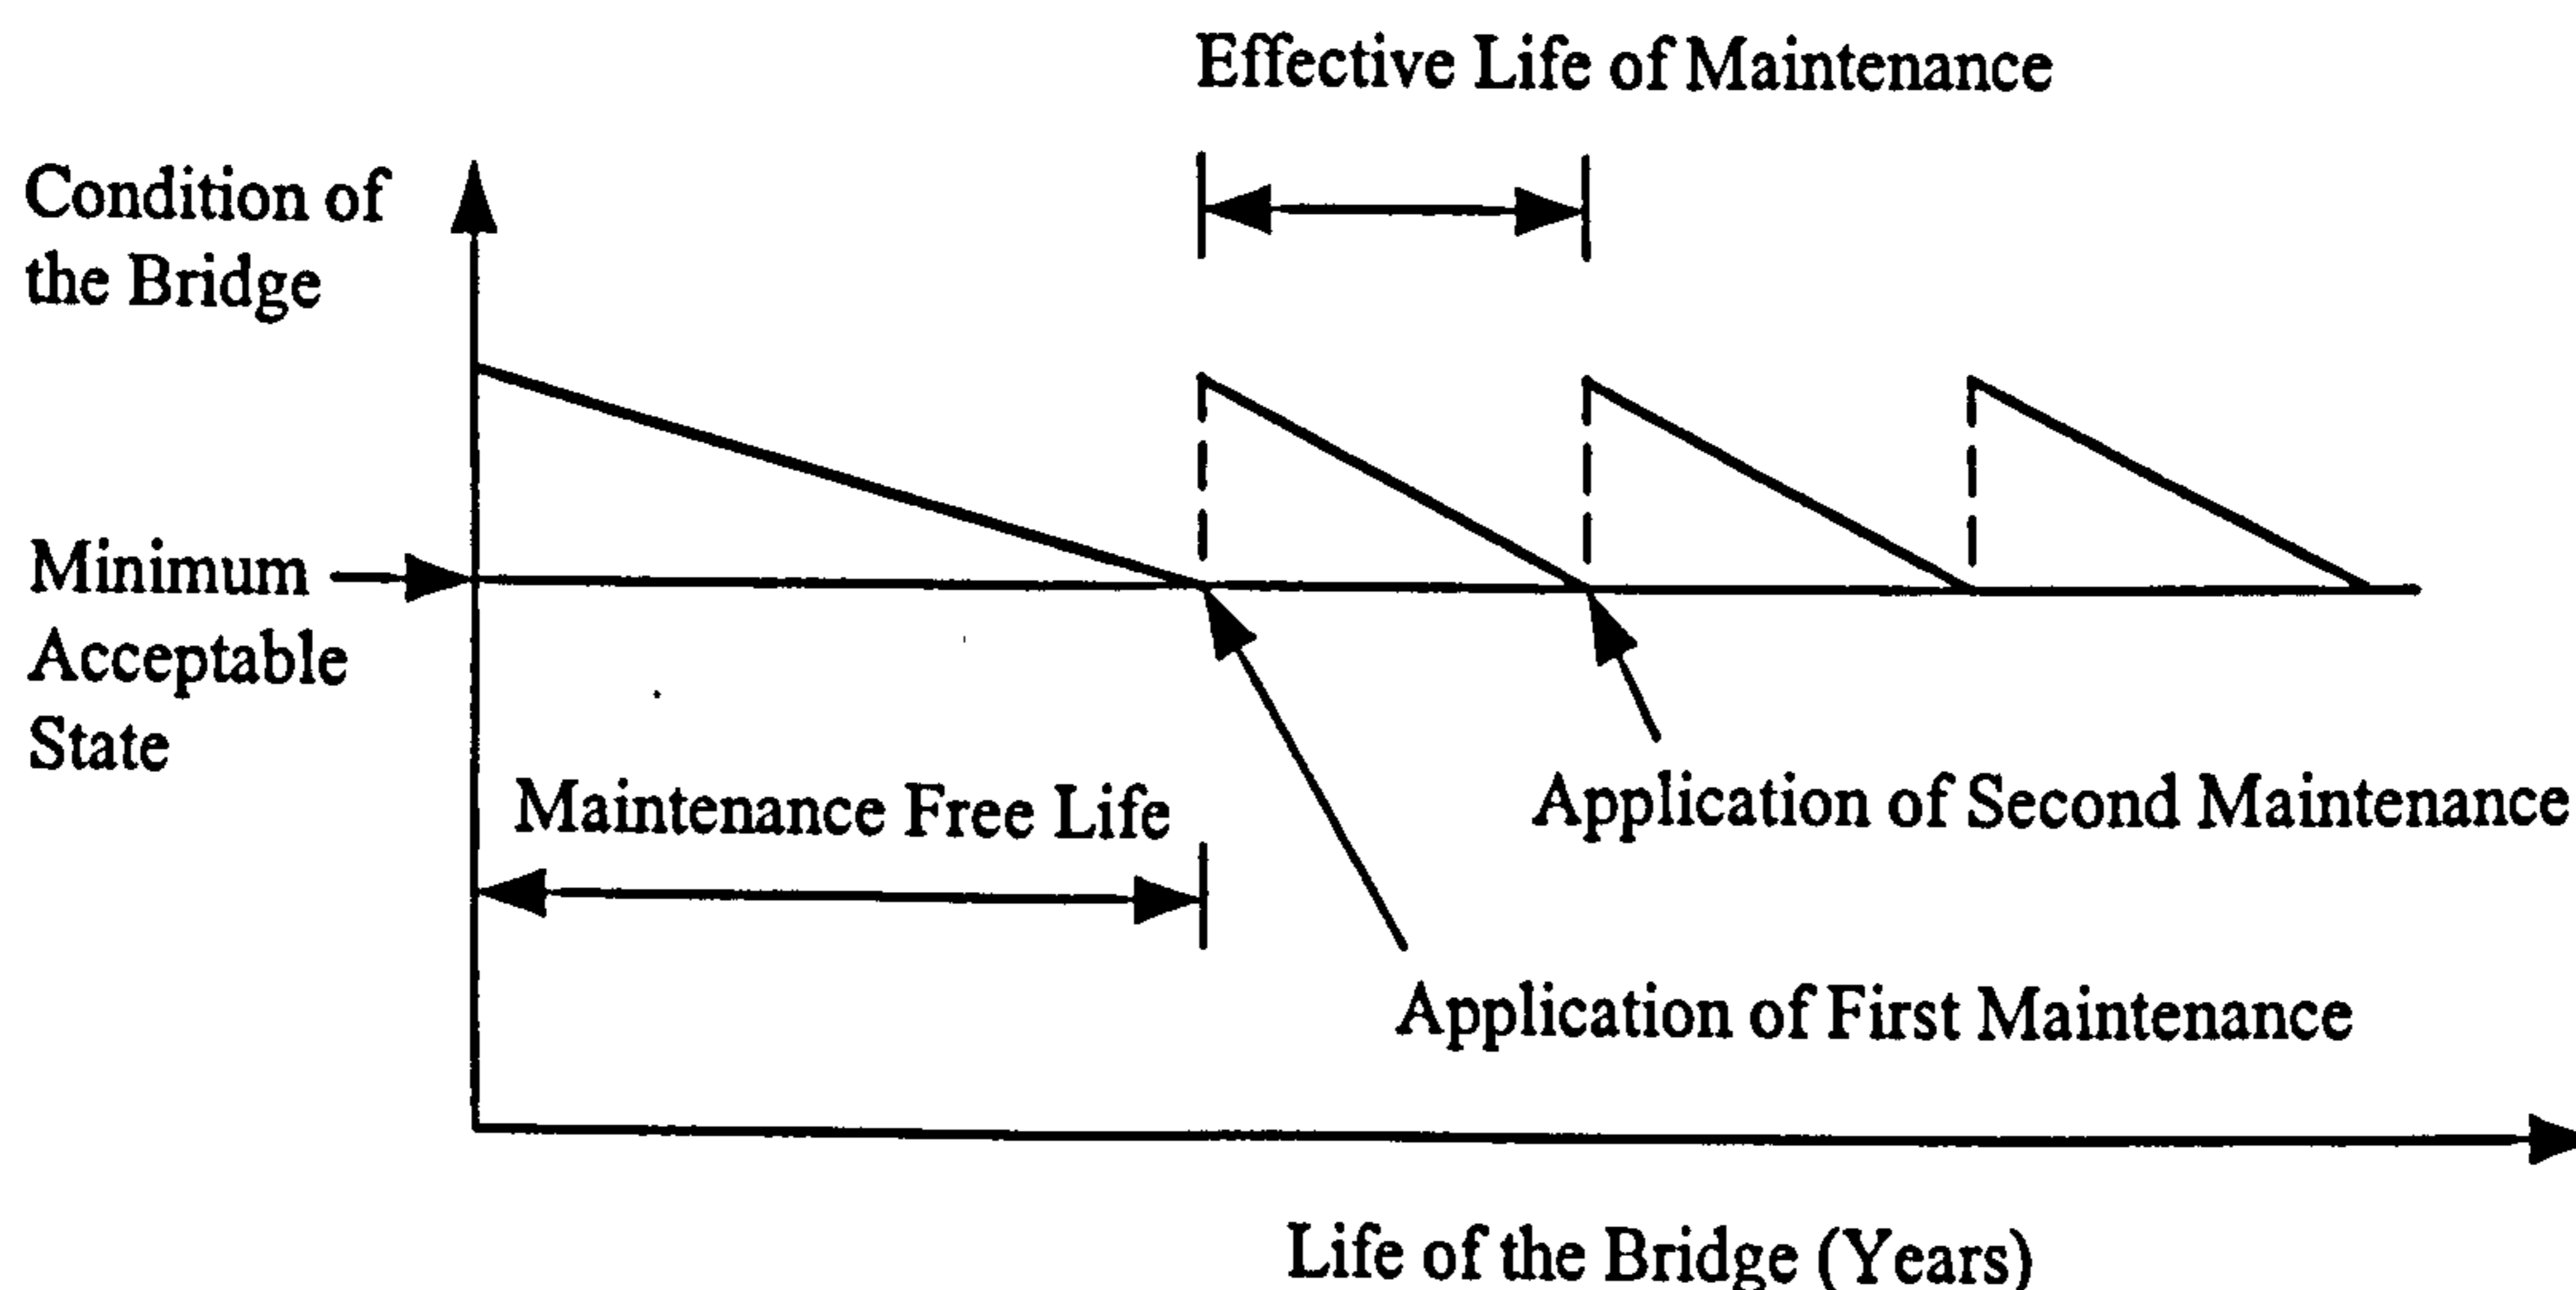 Effective Life of Maintenance
Condition of
the Bridge
Minimum
Acceptable
State
Maintenance Free Life
Application of Second Maintenance
Application of First Maintenance
Life of the Bridge (Years)